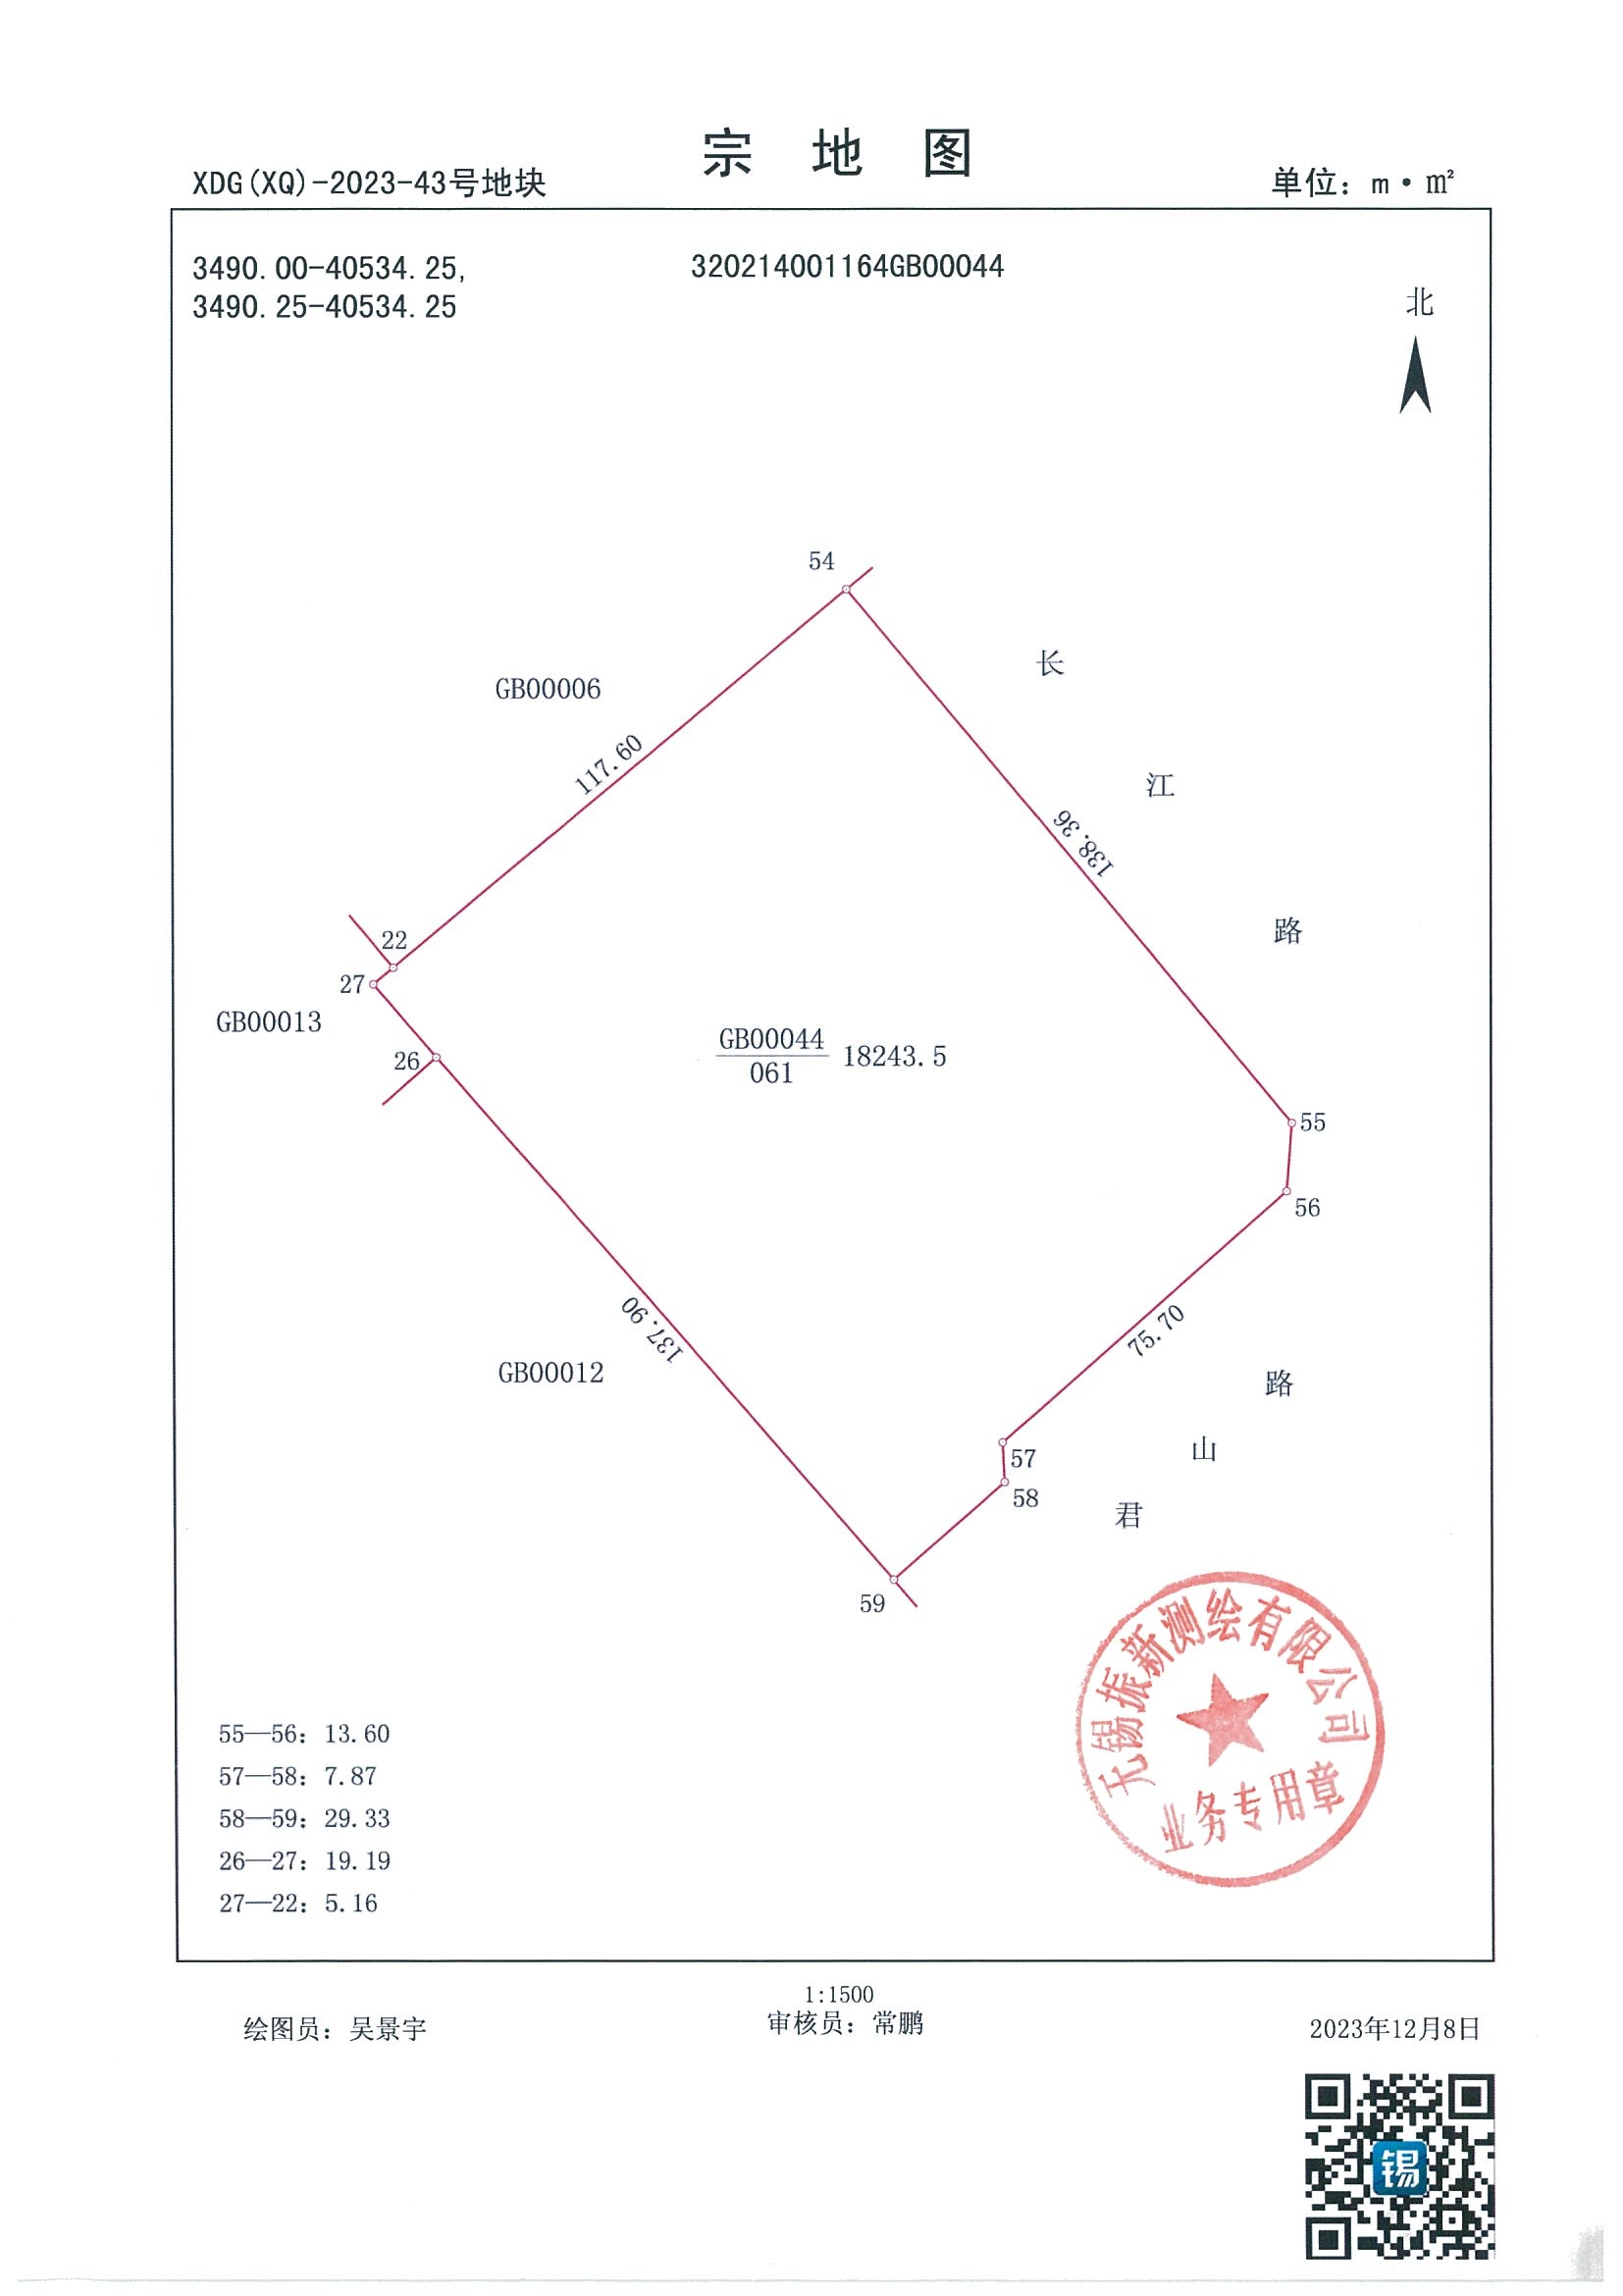 宗 地 图
XDG(XQ)-2023-43号地块
单位：m·㎡
3490.00-40534.25,
3490.25-40534.25
320214001164GB00044
北
54
长
GB00006
117.60
江
138.36
路
22
27
GB00013
26
GB00044
061
18243.5
55
56
137.90
75.70
GB00012
路
57
山
58
君
59
无锡振新测绘有限公司
业务专用章
55—56：13.60
57—58：7.87
58—59：29.33
26—27：19.19
27—22：5.16
1:1500
绘图员：吴景宇
审核员：常鹏
2023年12月8日
锡